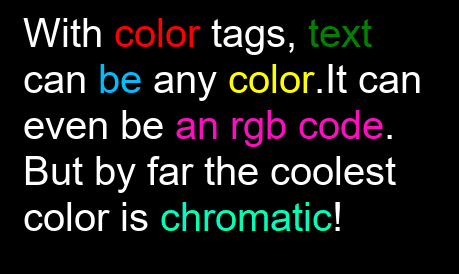 With color tags, text
can be any color.It can
even be an rgb code.
But by far the coolest
color is chromatic!